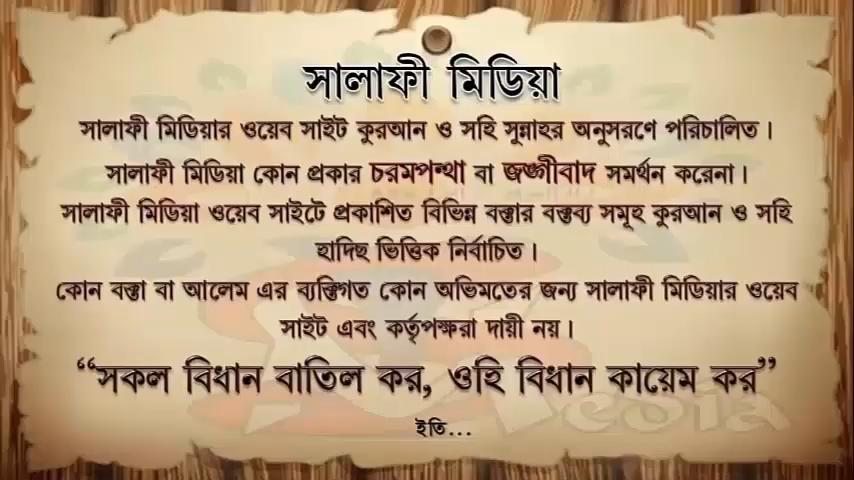 সালাফী মিডিয়া
সালাফী মিডিয়ার ওয়েব সাইট কুরআন ও সহি সুন্নাহর অনুসরণে পরিচালিত।
সালাফী মিডিয়া কোন প্রকার চরমপন্থা বা জঙ্গীবাদ সমর্থন করেনা।
সালাফী মিডিয়া ওয়েব সাইটে প্রকাশিত বিভিন্ন বক্তার বক্তব্য সমূহ কুরআন ও সহি
হাদিছ ভিত্তিক নির্বাচিত।
কোন বক্তা বা আলেম এর ব্যক্তিগত কোন অভিমতের জন্য সালাফী মিডিয়ার ওয়েব
সাইট এবং কর্তৃপক্ষরা দায়ী নয়।
“সকল বিধান বাতিল কর, ওহি বিধান কায়েম কর”
edia
ইতি...